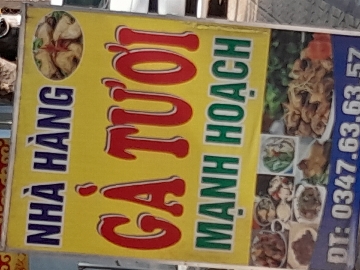 NHÀ HÀNG
GÀ TƯƠI
MẠNH HOẠCH
ĐT: 0347 63 63 57